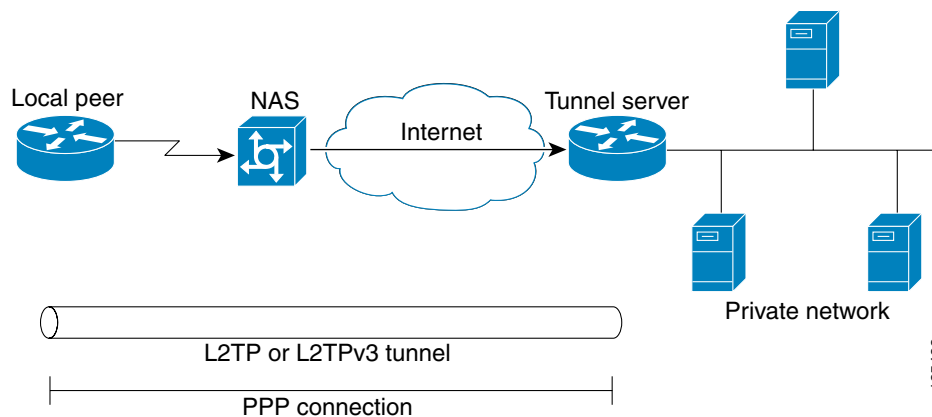 Local peer
NAS
Internet
Tunnel server
Private network
L2TP or L2TPv3 tunnel
PPP connection